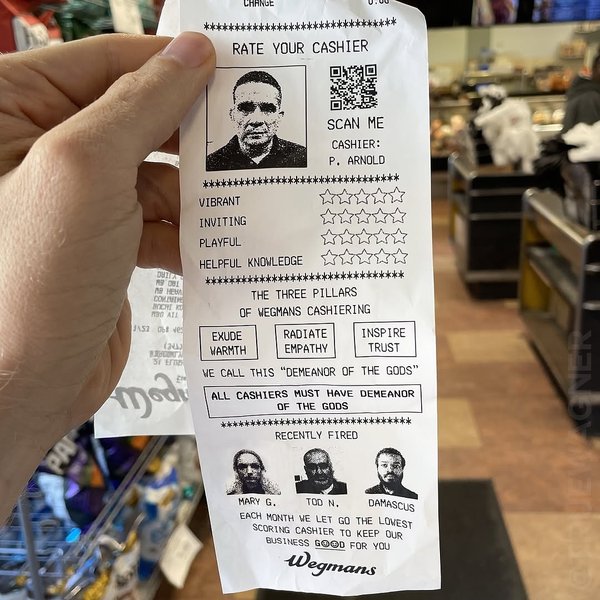 CHANGE 0.00
RATE YOUR CASHIER
SCAN ME
CASHIER:
P. ARNOLD
VIBRANT
INVITING
PLAYFUL
HELPFUL KNOWLEDGE
THE THREE PILLARS
OF WEGMANS CASHIERING
EXUDE
WARMTH
RADIATE
EMPATHY
INSPIRE
TRUST
WE CALL THIS "DEMEANOR OF THE GODS"
ALL CASHIERS MUST HAVE DEMEANOR
OF THE GODS
RECENTLY FIRED
MARY G. TOD N. DAMASCUS
EACH MONTH WE LET GO THE LOWEST
SCORING CASHIER TO KEEP OUR
BUSINESS GOOD FOR YOU
Wegmans